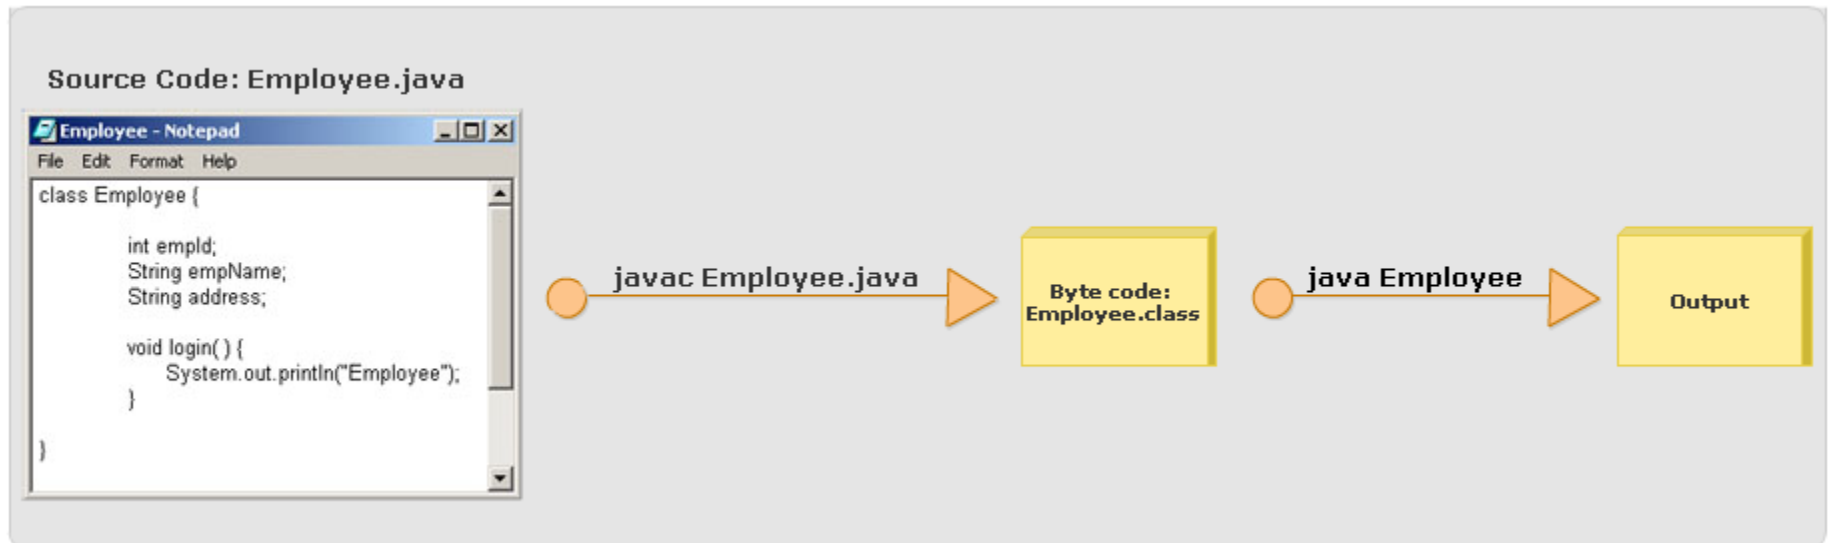 Source Code: Employee.java
Employee - Notepad
File Edit Format Help
class Employee {
int empId;
String empName;
String address;
void login( ) {
System.out.println("Employee");
}
}
javac Employee.java
Byte code:
Employee.class
java Employee
Output